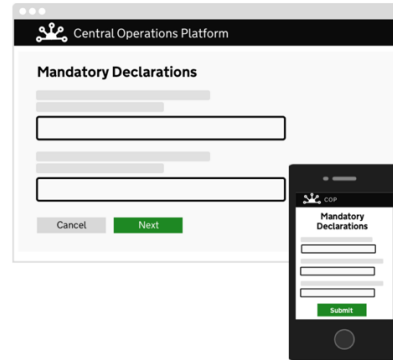 Central Operations Platform
Mandatory Declarations
Cancel
Next
COP
Mandatory
Declarations
Submit